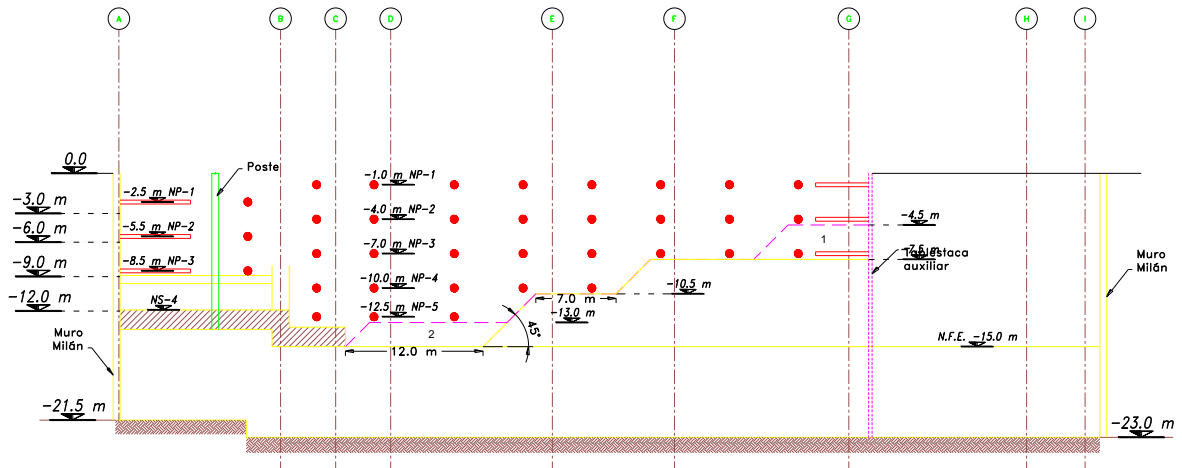 A B C D E F G H I
0.0
Poste
-2.5 m NP-1
-1.0 m NP-1
-3.0 m
-4.0 m NP-2
-4.5 m
-6.0 m
-5.5 m NP-2
1
-7.0 m NP-3
-7.5 m
Tablestaca
auxiliar
Muro
Milán
-9.0 m
-8.5 m NP-3
-10.0 m NP-4
-10.5 m
7.0 m
-12.0 m
NS-4
-12.5 m NP-5
-13.0 m
45°
2
Muro
Milán
12.0 m
N.F.E. -15.0 m
-21.5 m
-23.0 m